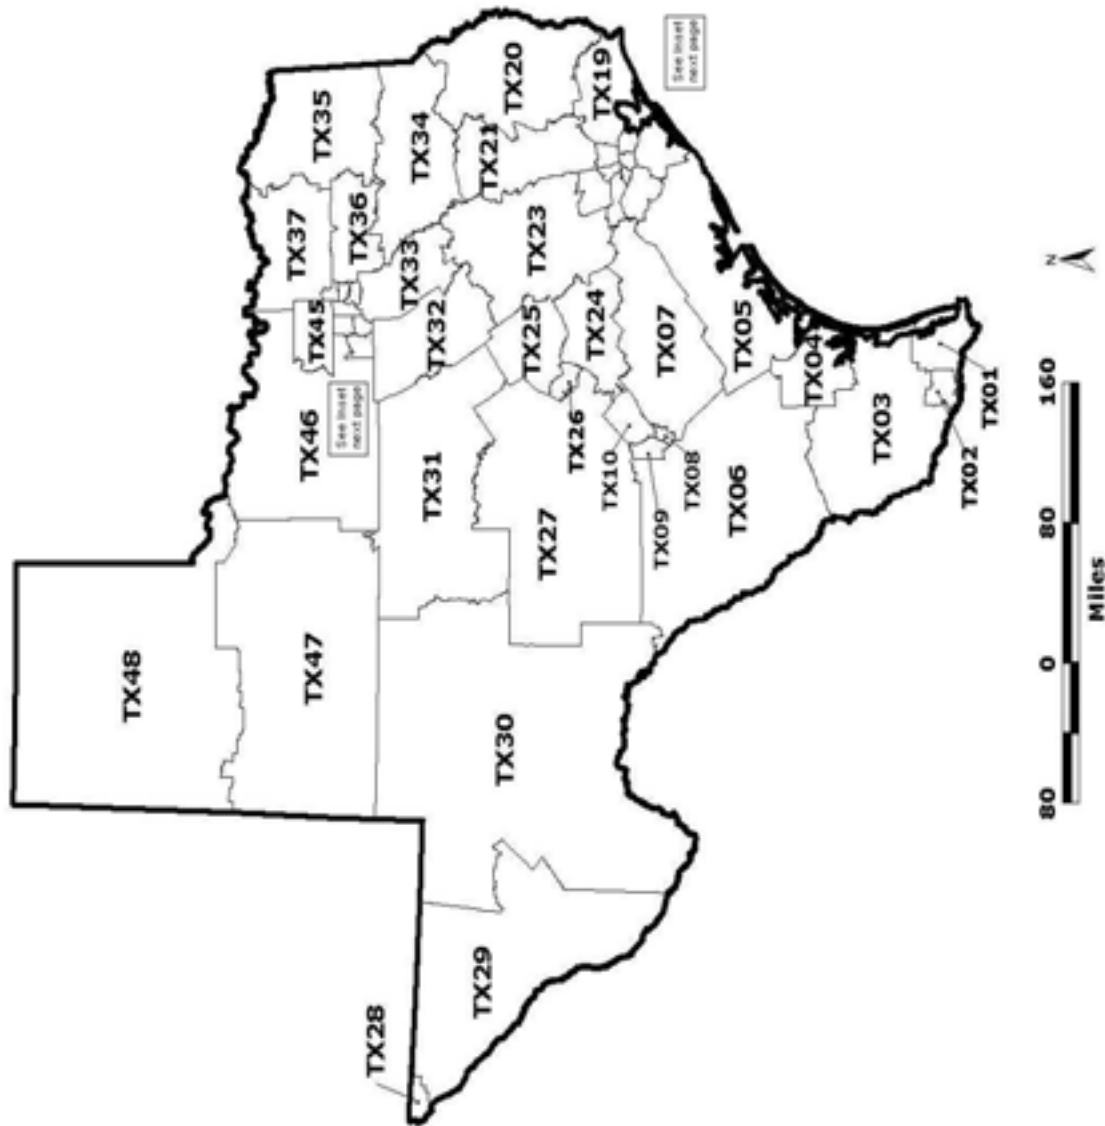 TX48
TX47
TX46
TX45
TX37
TX35
TX36
TX34
TX33
TX32
TX31
TX30
TX29
TX28
TX27
TX26
TX25
TX24
TX23
TX21
TX20
TX19
See Inset
next page
See Inset
next page
TX10
TX09
TX08
TX07
TX06
TX05
TX04
TX03
TX02
TX01
N
80 0 80 160
Miles